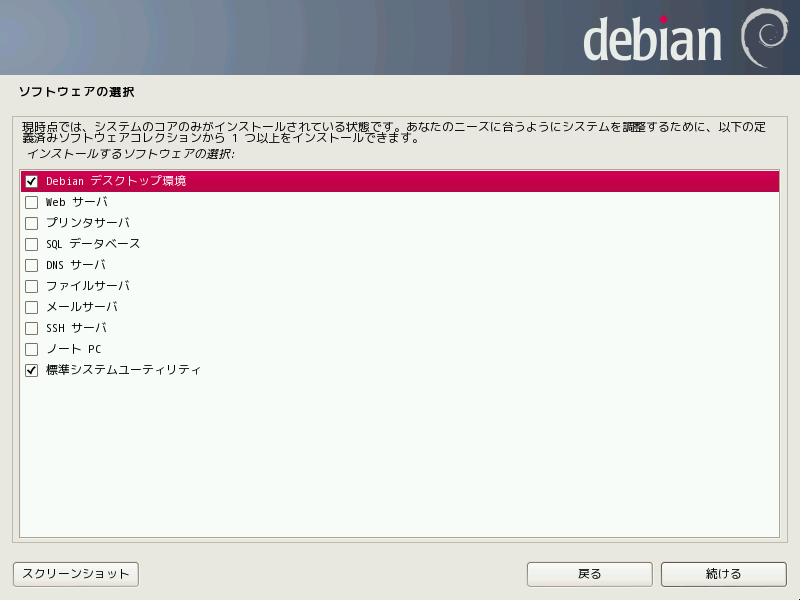 debian
ソフトウェアの選択
現時点では、システムのコアのみがインストールされている状態です。あなたのニーズに合うようにシステムを調整するために、以下の定
義済みソフトウェアコレクションから 1 つ以上をインストールできます。
インストールするソフトウェアの選択:
Debian デスクトップ環境
Web サーバ
プリンタサーバ
SQL データベース
DNS サーバ
ファイルサーバ
メールサーバ
SSH サーバ
ノート PC
標準システムユーティリティ
スクリーンショット
戻る
続ける